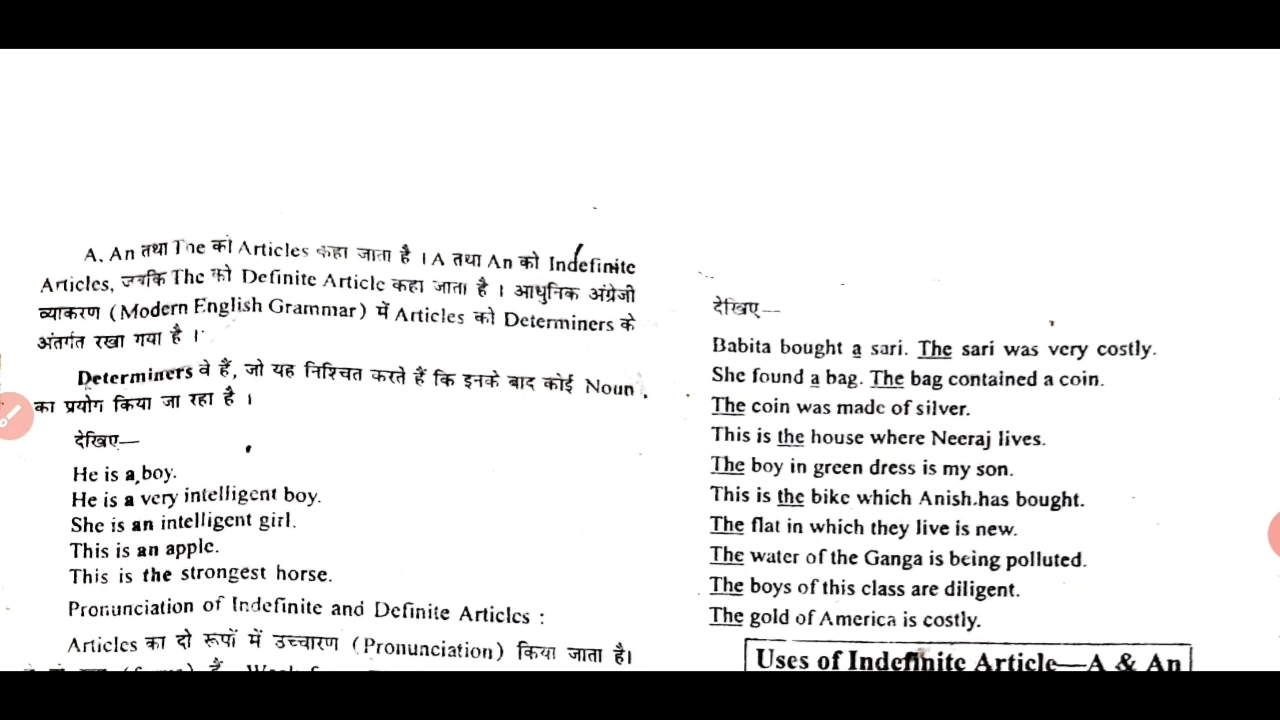 A, An तथा The को Articles कहा जाता है । A तथा An को Indefinite
Articles, जबकि The को Definite Article कहा जाता है । आधुनिक अंग्रेजी
व्याकरण (Modern English Grammar) में Articles को Determiners के
अंतर्गत रखा गया है ।
Determiners वे हैं, जो यह निश्चित करते हैं कि इनके बाद कोई Noun
का प्रयोग किया जा रहा है ।
देखिए—
He is a boy.
He is a very intelligent boy.
She is an intelligent girl.
This is an apple.
This is the strongest horse.
Pronunciation of Indefinite and Definite Articles :
Articles का दो रूपों में उच्चारण (Pronunciation) किया जाता है।
देखिए—
Babita bought a sari. The sari was very costly.
She found a bag. The bag contained a coin.
The coin was made of silver.
This is the house where Neeraj lives.
The boy in green dress is my son.
This is the bike which Anish has bought.
The flat in which they live is new.
The water of the Ganga is being polluted.
The boys of this class are diligent.
The gold of America is costly.
Uses of Indefinite Article—A & An